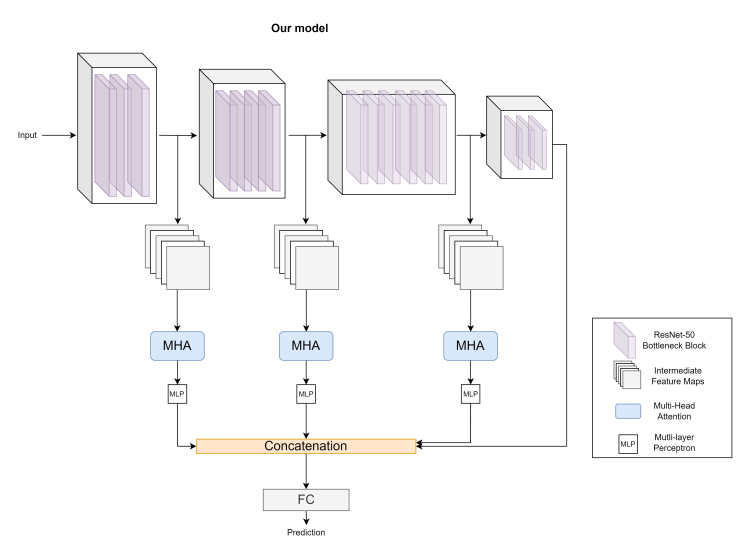 Our model
Input
MHA
MHA
MHA
MLP
MLP
MLP
Concatenation
FC
Prediction
ResNet-50
Bottleneck Block
Intermediate
Feature Maps
Multi-Head
Attention
MLP
Mutli-layer
Perceptron